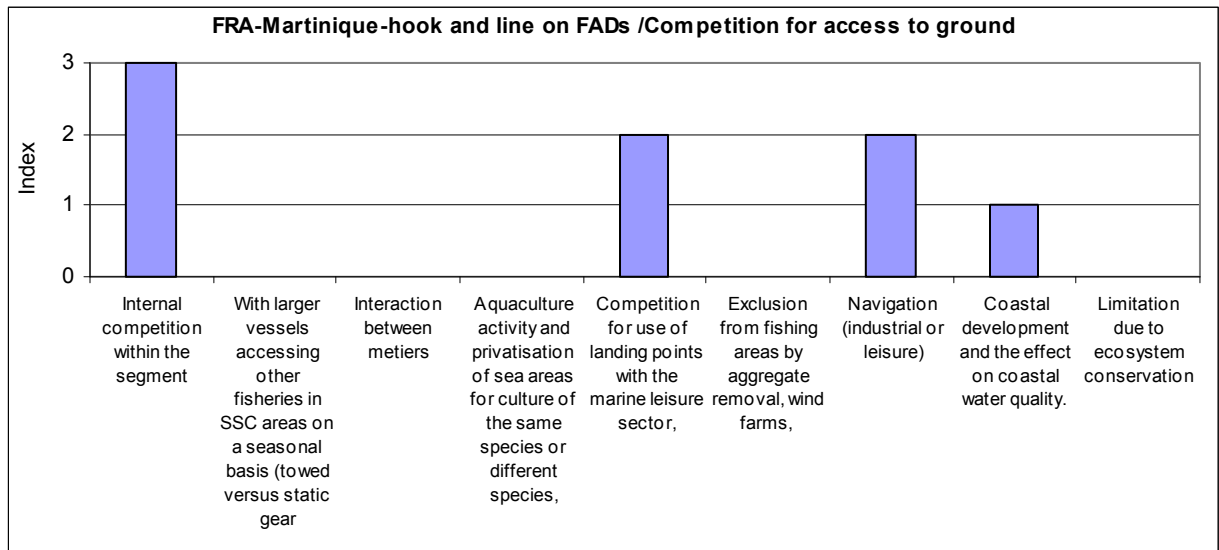 FRA-Martinique-hook and line on FADs /Competition for access to ground
Index
3
2
1
0
Internal
competition
within the
segment
With larger
vessels
accessing
other
fisheries in
SSC areas on
a seasonal
basis (towed
versus static
gear
Interaction
between
metiers
Aquaculture
activity and
privatisation
of sea areas
for culture of
the same
species or
different
species,
Competition
for use of
landing points
with the
marine leisure
sector,
Exclusion
from fishing
areas by
aggregate
removal, wind
farms,
Navigation
(industrial or
leisure)
Coastal
development
and the effect
on coastal
water quality.
Limitation
due to
ecosystem
conservation